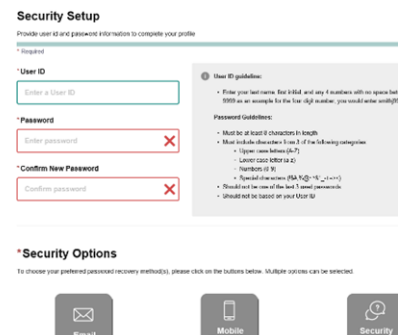 Security Setup
Provide user id and password information to complete your profile
* Required
*User ID
Enter a User ID
*Password
Enter password
*Confirm New Password
Confirm password
User ID guideline:
Enter your last name, first initial, and any 4 numbers with no space
9999 as an example for the four digit number, you would enter
Password Guidelines:
Must be at least 8 characters in length
Must include characters from 3 of the following categories
Upper case letters (A-Z)
Lower case letter (a-z)
Numbers (0-9)
Special characters
Should not be one of the last 3 used passwords
Should not be based on your User ID
*Security Options
To choose your preferred password recovery method(s), please click on the buttons below. Multiple options can be selected.
Email
Mobile
Security